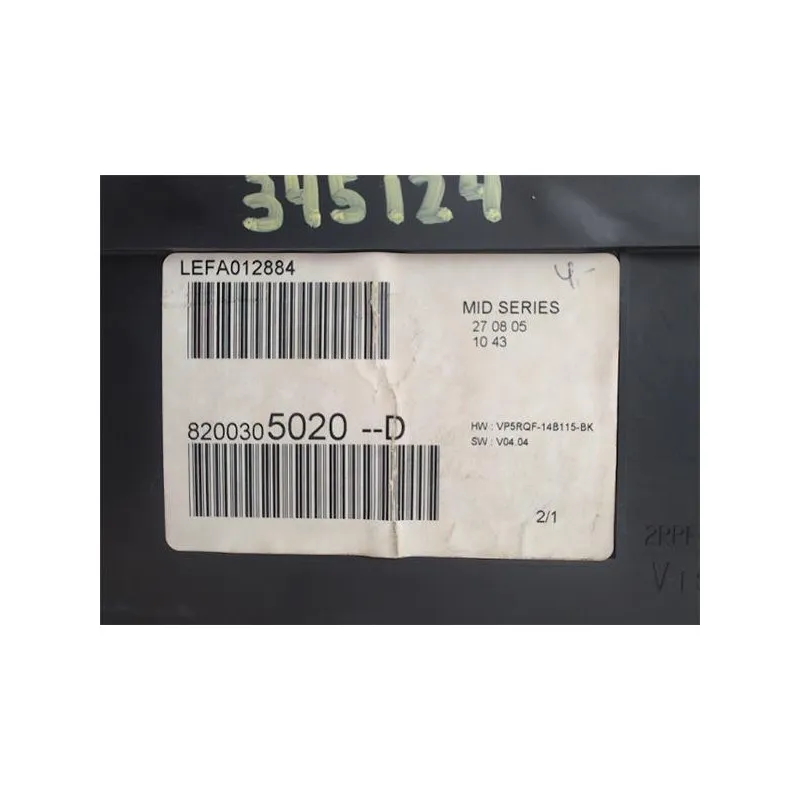 345124
LEFA012884
MID SERIES
27 08 05
10 43
8200305020 --D
HW : VP5RQF-14B115-BK
SW : V04.04
2/1